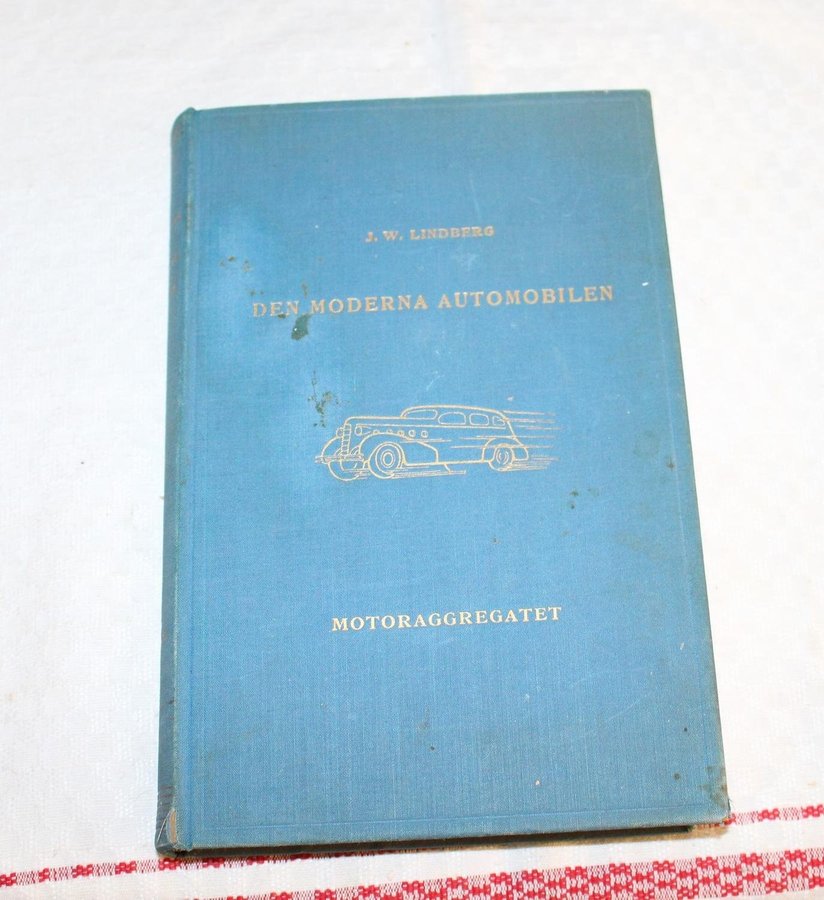 J. W. LINDBERG
DEN MODERNA AUTOMOBILEN
MOTORAGGREGATET